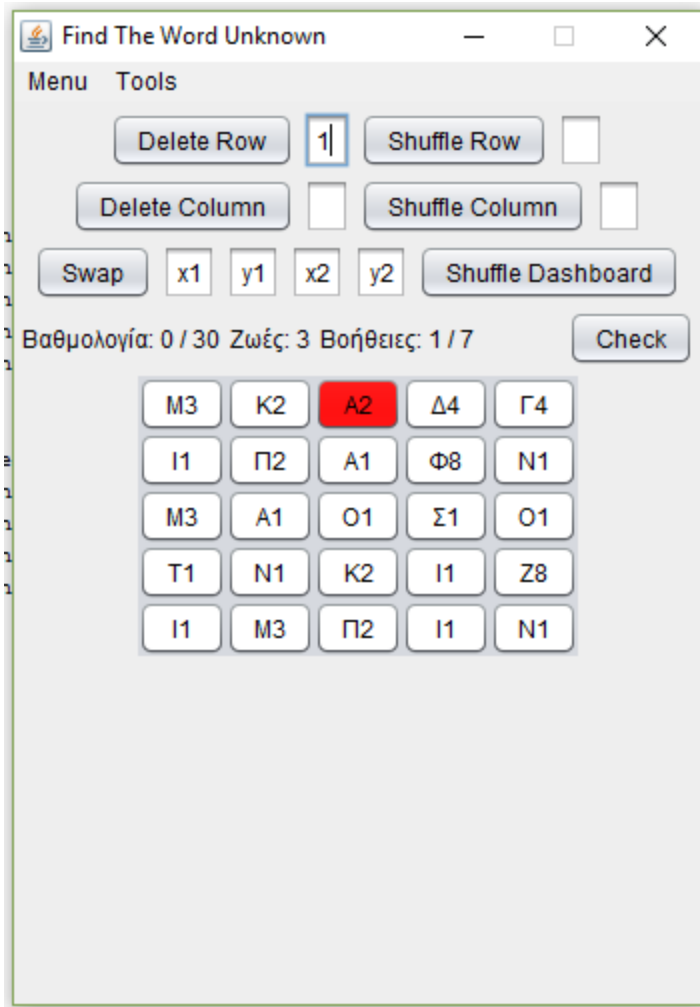 Find The Word Unknown
Menu Tools
Delete Row 1 Shuffle Row
Delete Column Shuffle Column
Swap x1 y1 x2 y2 Shuffle Dashboard
Βαθμολογία: 0 / 30 Ζωές: 3 Βοήθειες: 1 / 7 Check
Μ3 Κ2 Α2 Δ4 Γ4
Ι1 Π2 Α1 Φ8 Ν1
Μ3 Α1 Ο1 Σ1 Ο1
Τ1 Ν1 Κ2 Ι1 Ζ8
Ι1 Μ3 Π2 Ι1 Ν1